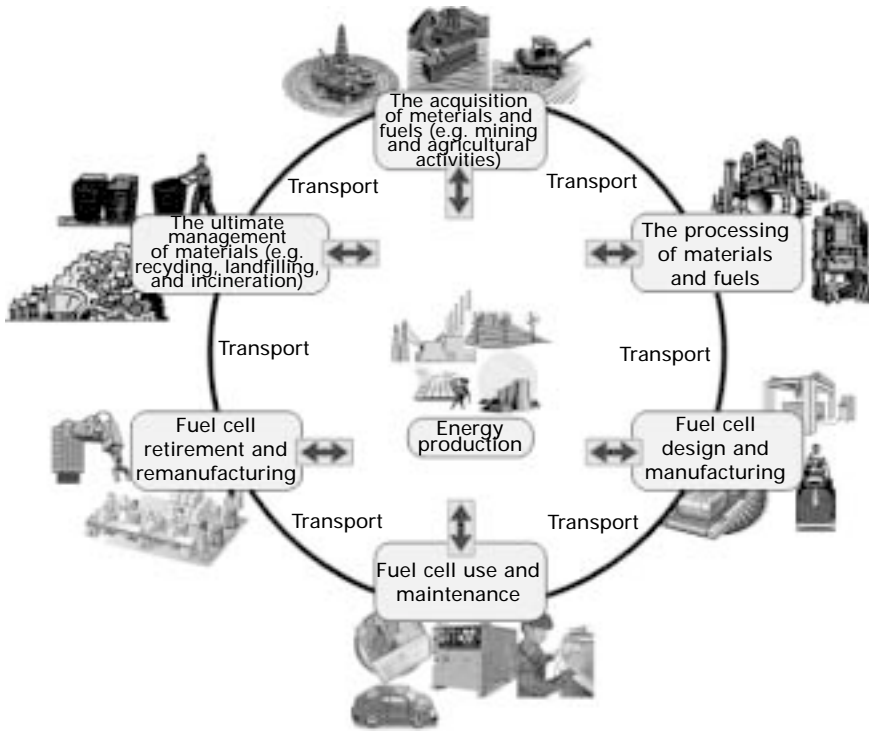 The acquisition
of meterials and
fuels (e.g. mining
and agricultural
activities)
Transport
Transport
The ultimate
management
of materials (e.g.
recyding, landfilling,
and incineration)
The processing
of materials
and fuels
Transport
Transport
Fuel cell
retirement and
remanufacturing
Energy
production
Fuel cell
design and
manufacturing
Transport
Transport
Fuel cell use and
maintenance